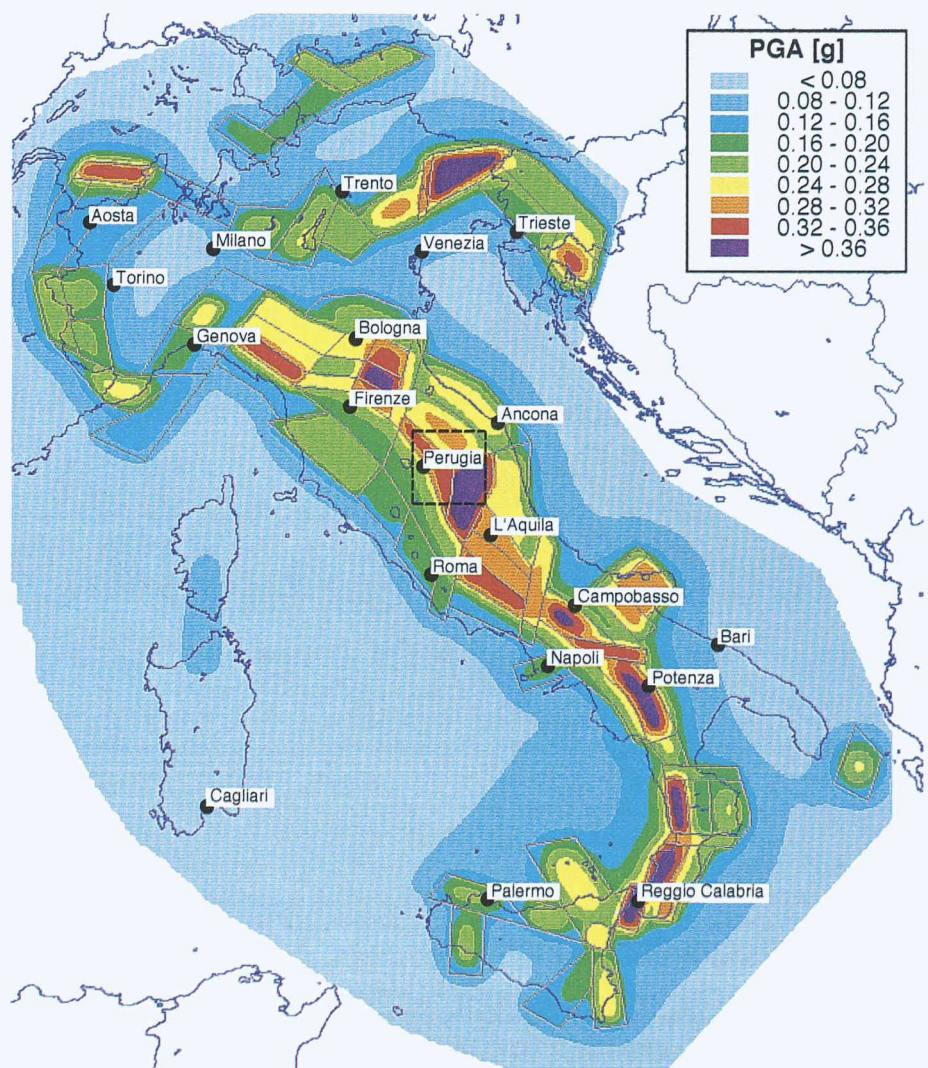 PGA [g]
< 0.08
0.08 - 0.12
0.12 - 0.16
0.16 - 0.20
0.20 - 0.24
0.24 - 0.28
0.28 - 0.32
0.32 - 0.36
> 0.36
Trento
Aosta
Trieste
Milano
Venezia
Torino
Bologna
Genova
Firenze
Ancona
Perugia
L'Aquila
Roma
Campobasso
Bari
Napoli
Potenza
Cagliari
Palermo
Reggio Calabria